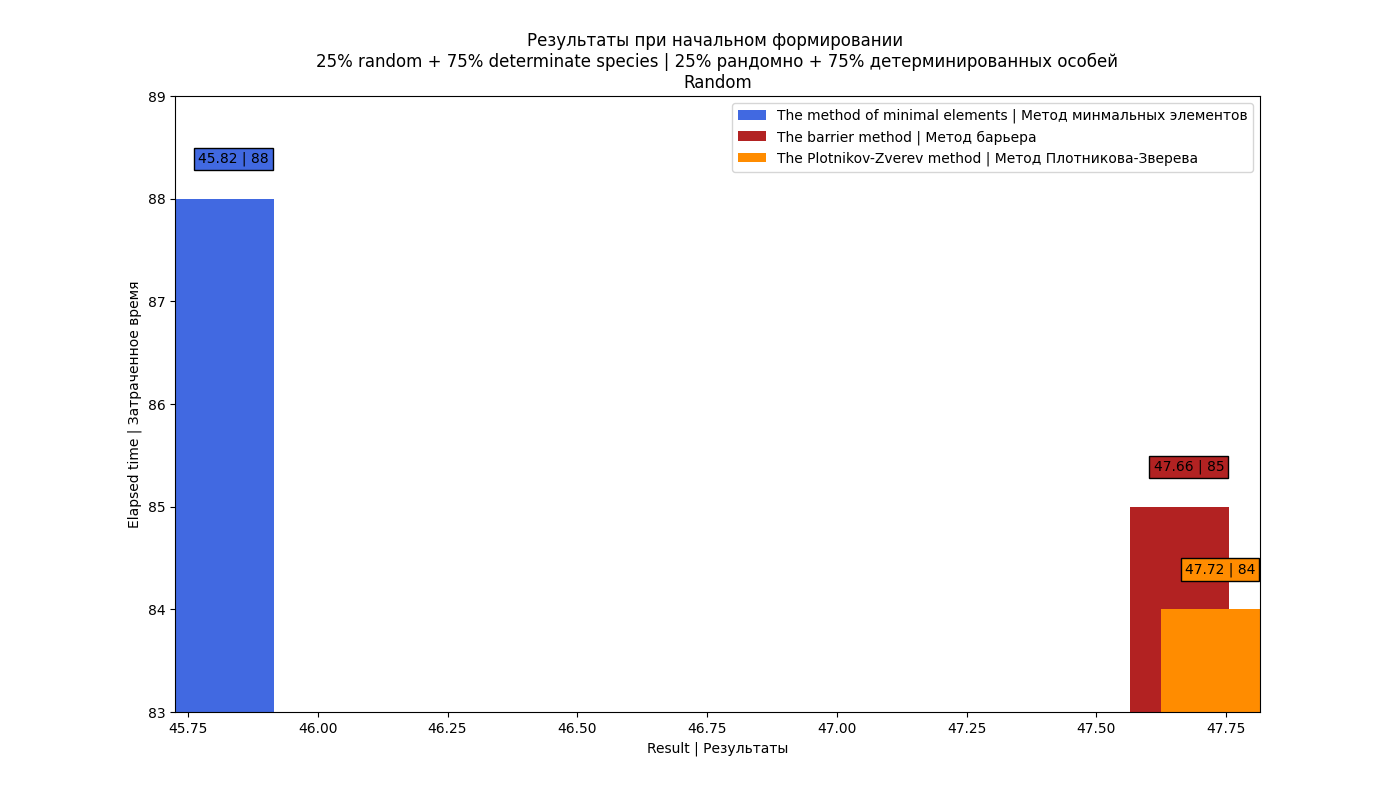 Результаты при начальном формировании
25% random + 75% determinate species | 25% рандомно + 75% детерминированных особей
Random
The method of minimal elements | Метод минмальных элементов
The barrier method | Метод барьера
The Plotnikov-Zverev method | Метод Плотникова-Зверева
45.82 | 88
47.66 | 85
47.72 | 84
Elapsed time | Затраченное время
89
88
87
86
85
84
83
45.75 46.00 46.25 46.50 46.75 47.00 47.25 47.50 47.75
Result | Результаты